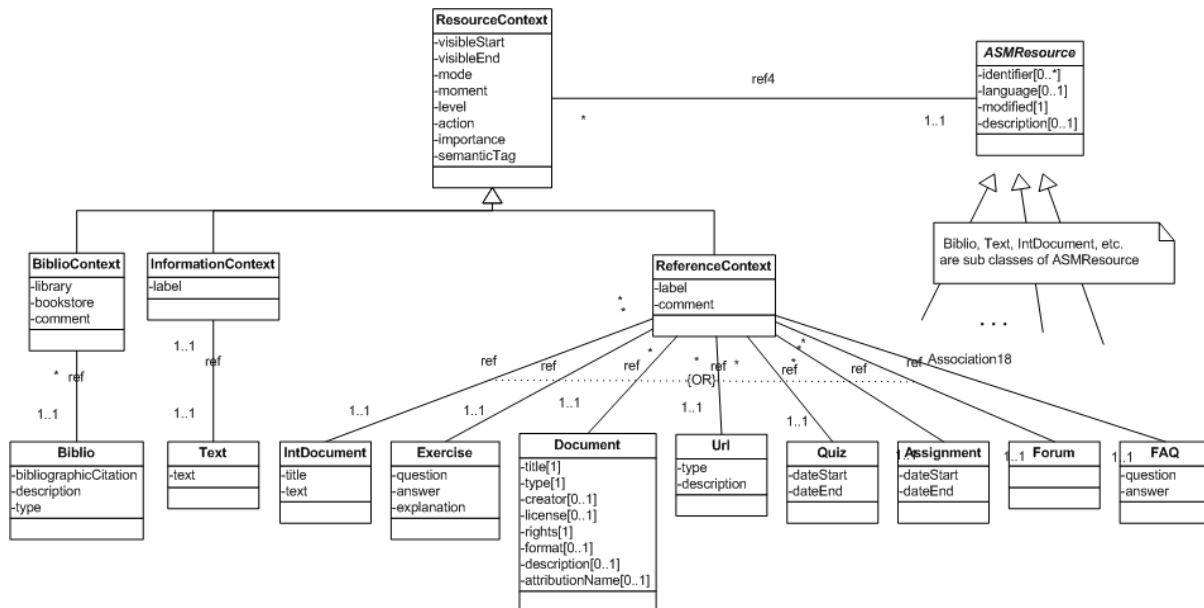 ResourceContext
-visibleStart
-visibleEnd
-mode
-moment
-level
-action
-importance
-semanticTag
ref4
*
1..1
ASMResource
-identifier[0..*]
-language[0..1]
-modified[1]
-description[0..1]
Biblio, Text, IntDocument, etc.
are sub classes of ASMResource
. . .
BiblioContext
-library
-bookstore
-comment
InformationContext
-label
ReferenceContext
-label
-comment
* ref
1..1
1..1
ref
1..1
*
*
*
*
*
*
*
*
ref
ref
ref
ref
ref
ref
ref
Association18
{OR}
1..1
1..1
1..1
1..1
1..1
1..1
1..1
1..1
Biblio
-bibliographicCitation
-description
-type
Text
-text
IntDocument
-title
-text
Exercise
-question
-answer
-explanation
Document
-title[1]
-type[1]
-creator[0..1]
-license[0..1]
-rights[1]
-format[0..1]
-description[0..1]
-attributionName[0..1]
Url
-type
-description
Quiz
-dateStart
-dateEnd
Assignment
-dateStart
-dateEnd
Forum
FAQ
-question
-answer